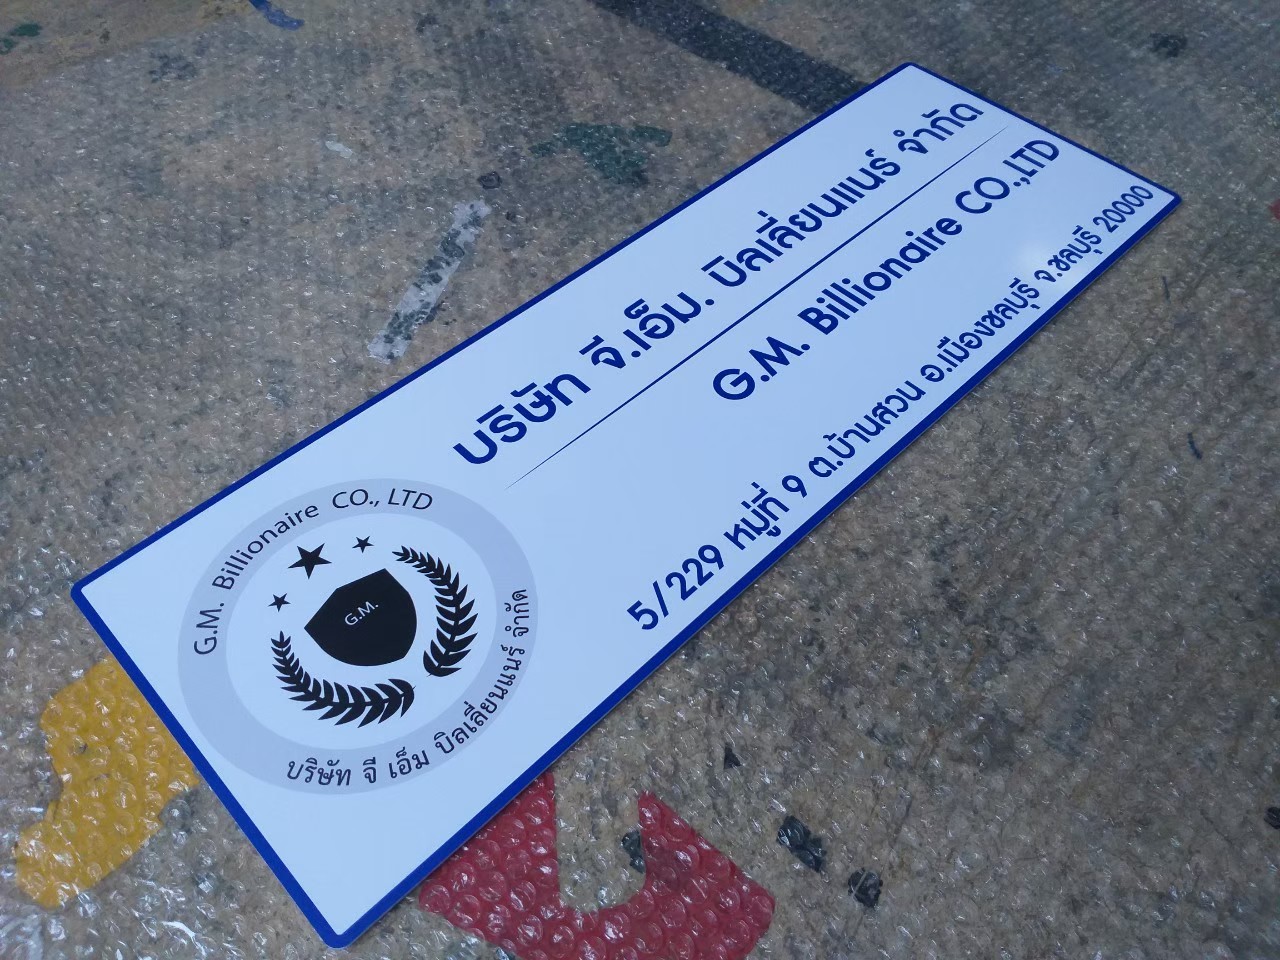 บริษัท จี.เอ็ม. บิลเลี่ยนแนร์ จำกัด
G.M. Billionaire CO.,LTD
5/229 หมู่ที่ 9 ต.บ้านสวน อ.เมืองชลบุรี จ.ชลบุรี 20000
G.M. Billionaire CO., LTD
G.M.
บริษัท จี เอ็ม บิลเลี่ยนแนร์ จำกัด